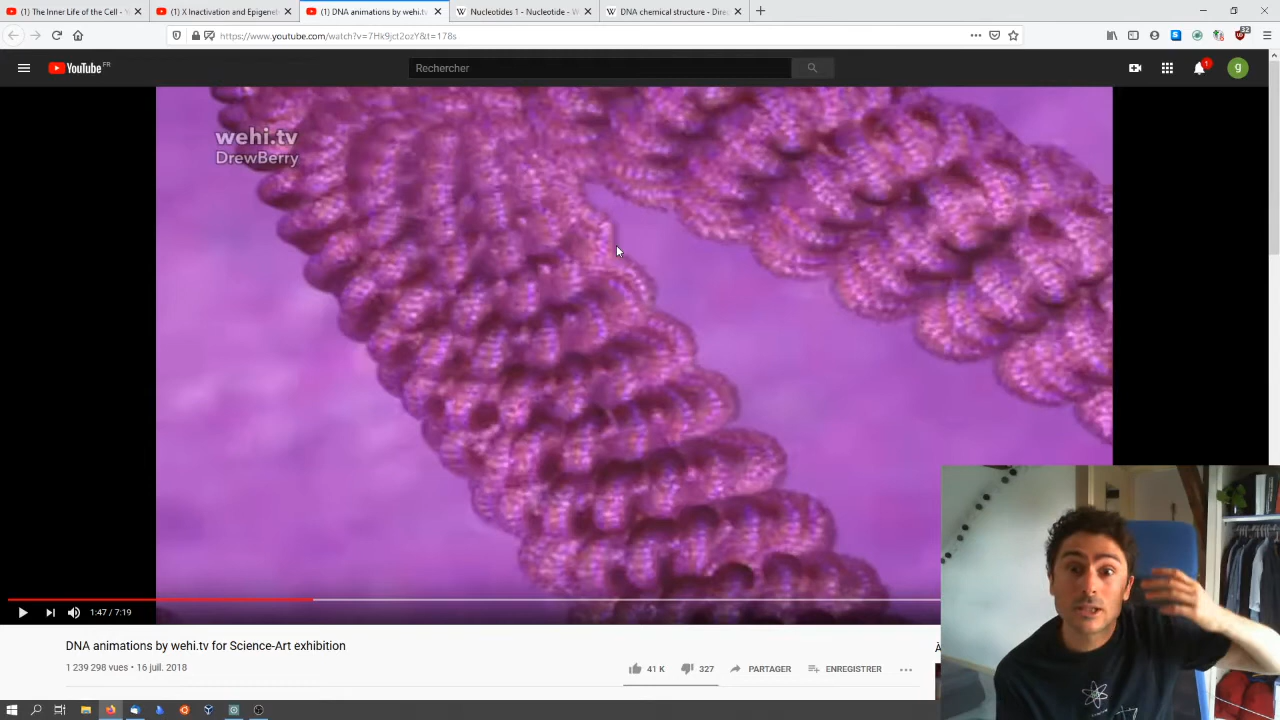 (1) The Inner Life of the Cell - Y
(1) X Inactivation and Epigenet
(1) DNA animations by wehi.tv
Nucleotides 1 - Nucleotide - W
DNA chemical structure - Dire
https://www.youtube.com/watch?v=7Hk9jct2ozY&t=178s
YouTube FR
Rechercher
1
g
wehi.tv
DrewBerry
1:47 / 7:19
DNA animations by wehi.tv for Science-Art exhibition
1 239 298 vues • 16 juil. 2018
41 K
327
PARTAGER
ENREGISTRER
À